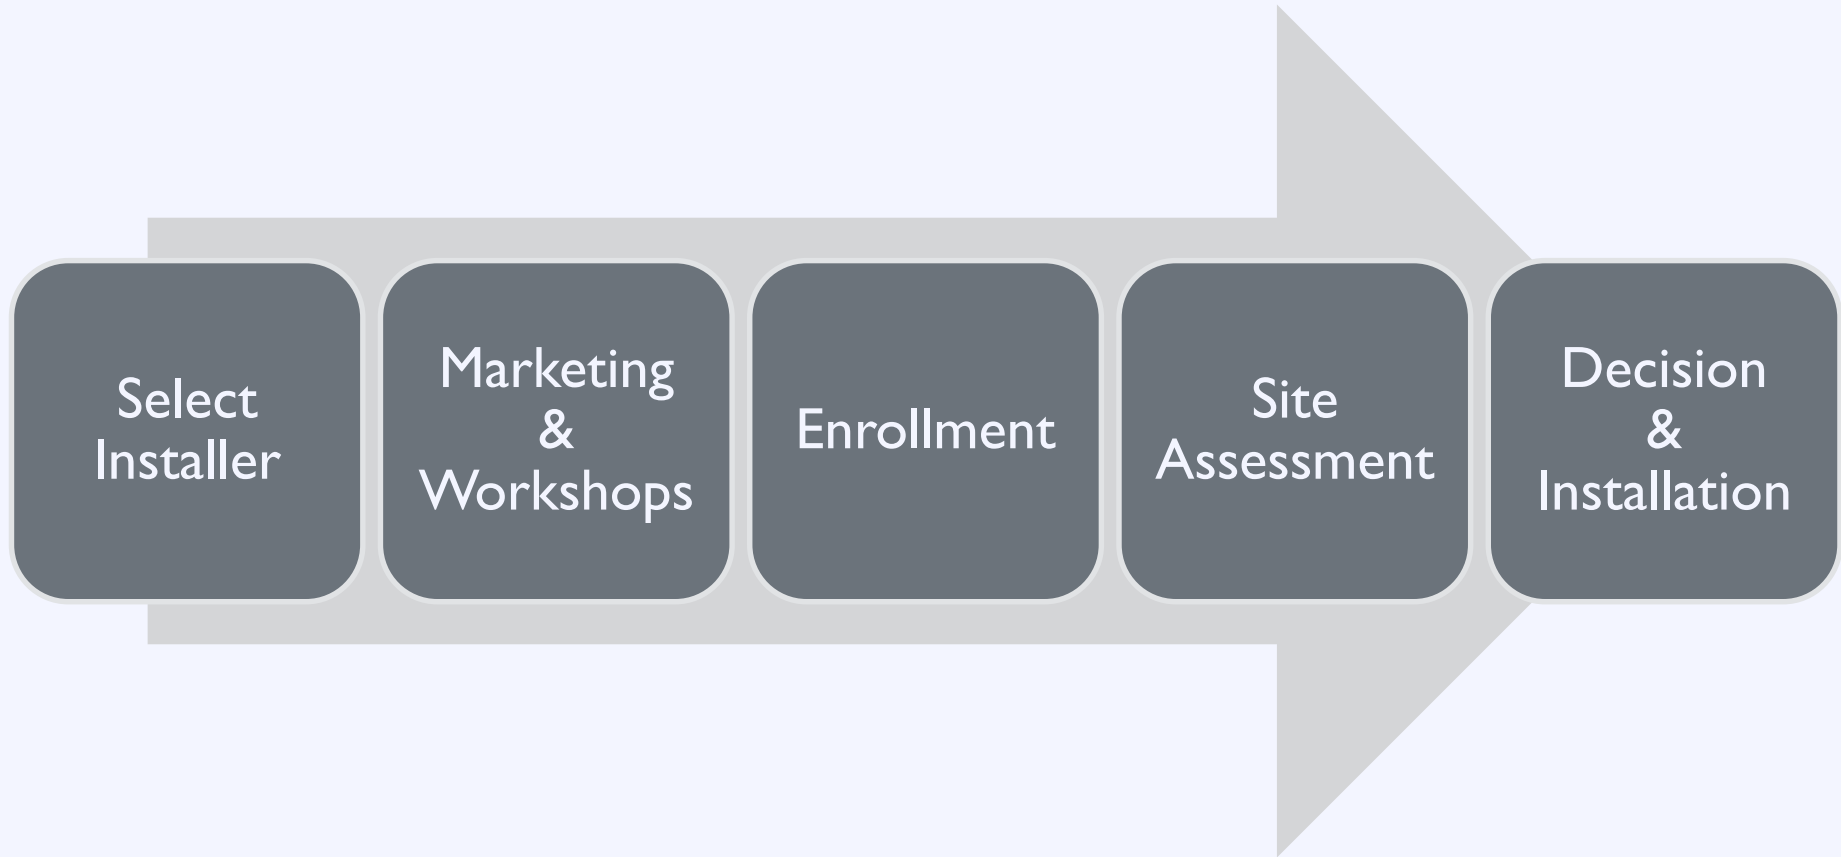 Select
Installer
Marketing
&
Workshops
Enrollment
Site
Assessment
Decision
&
Installation